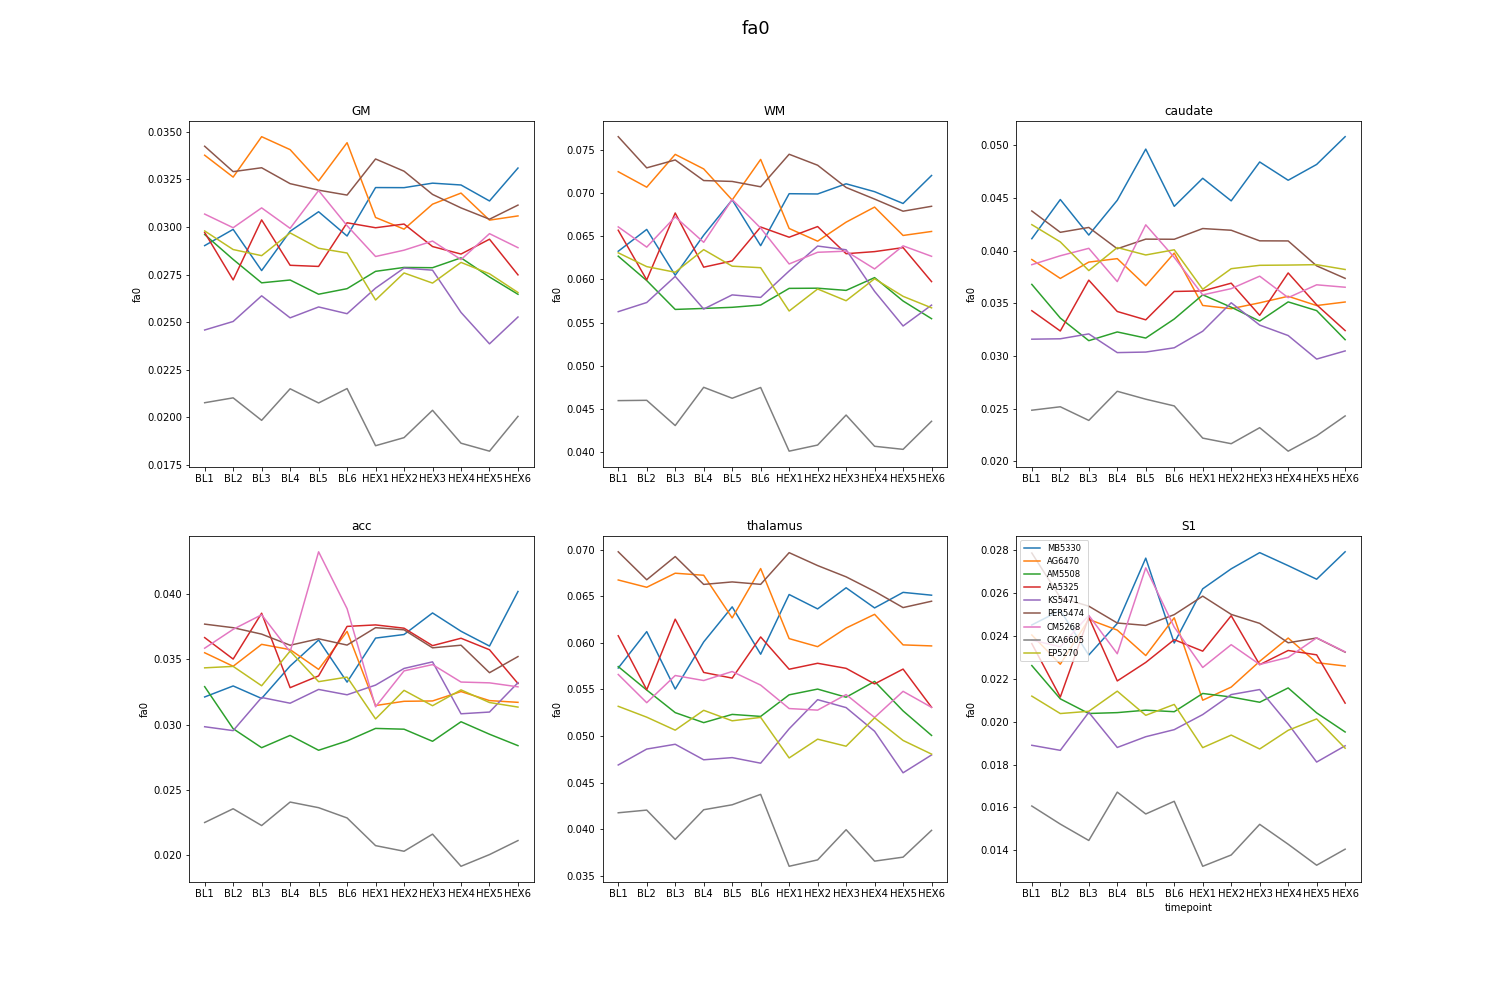 fa0
GM
WM
caudate
0.0350
0.0325
0.0300
0.0275
0.0250
0.0225
0.0200
0.0175
fa0
BL1 BL2 BL3 BL4 BL5 BL6 HEX1 HEX2 HEX3 HEX4 HEX5 HEX6
0.075
0.070
0.065
0.060
0.055
0.050
0.045
0.040
fa0
BL1 BL2 BL3 BL4 BL5 BL6 HEX1 HEX2 HEX3 HEX4 HEX5 HEX6
0.050
0.045
0.040
0.035
0.030
0.025
0.020
fa0
BL1 BL2 BL3 BL4 BL5 BL6 HEX1 HEX2 HEX3 HEX4 HEX5 HEX6
acc
thalamus
S1
0.040
0.035
0.030
0.025
0.020
fa0
BL1 BL2 BL3 BL4 BL5 BL6 HEX1 HEX2 HEX3 HEX4 HEX5 HEX6
0.070
0.065
0.060
0.055
0.050
0.045
0.040
0.035
fa0
BL1 BL2 BL3 BL4 BL5 BL6 HEX1 HEX2 HEX3 HEX4 HEX5 HEX6
0.028
0.026
0.024
0.022
0.020
0.018
0.016
0.014
fa0
MB5330
AG6470
AM5508
AA5325
KS5471
PER5474
CM5268
CKA6605
EP5270
BL1 BL2 BL3 BL4 BL5 BL6 HEX1 HEX2 HEX3 HEX4 HEX5 HEX6
timepoint